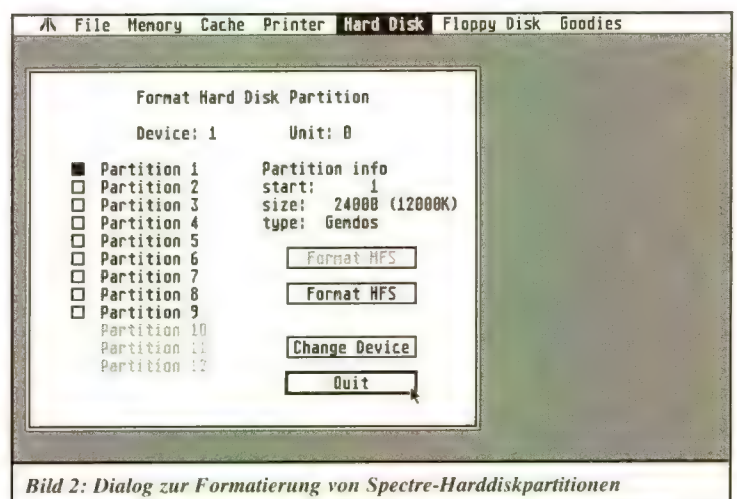 File Memory Cache Printer Hard Disk Floppy Disk Goodies
Format Hard Disk Partition
Device: 1 Unit: 0
Partition 1
Partition 2
Partition 3
Partition 4
Partition 5
Partition 6
Partition 7
Partition 8
Partition 9
Partition 10
Partition 11
Partition 12
Partition info
start: 1
size: 24000 (12000K)
type: Gemdos
Format MFS
Format HFS
Change Device
Quit
Bild 2: Dialog zur Formatierung von Spectre-Harddiskpartitionen